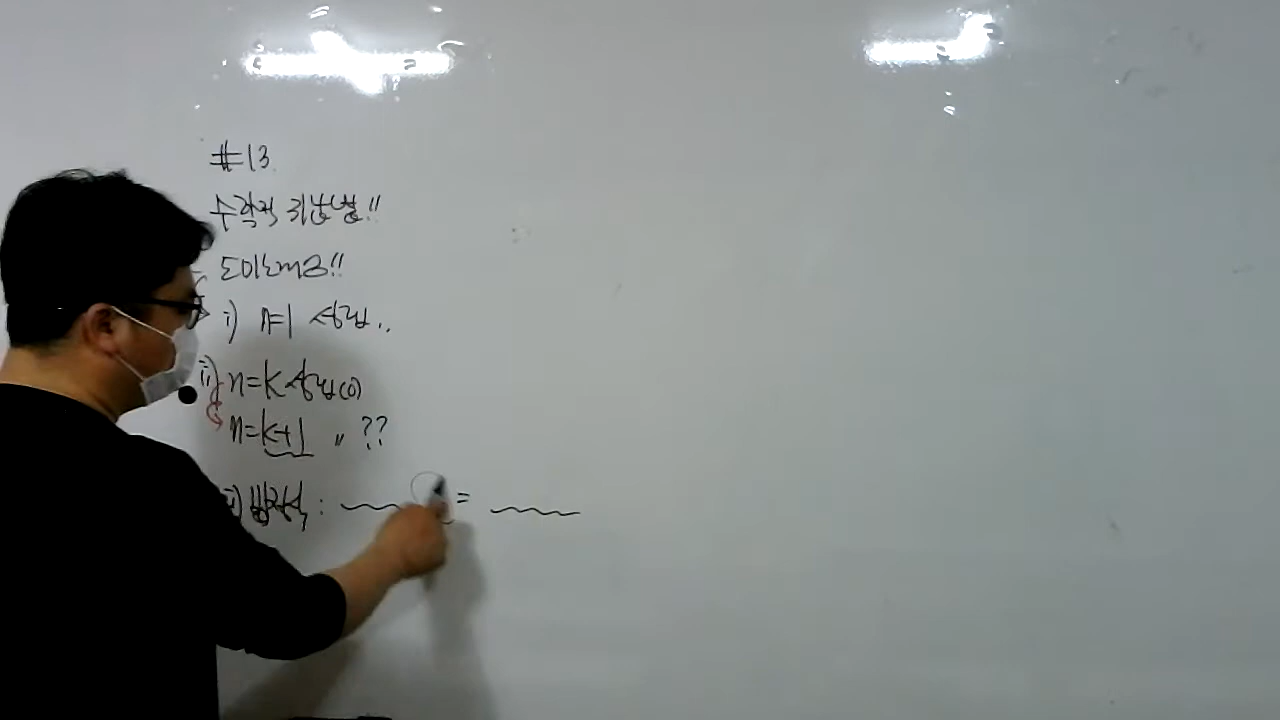 #13.
수학적 귀납법!!
도미노!!
i) n=1 성립..
ii) n=k 성립(o)
n=k+1 〃 ??
: =